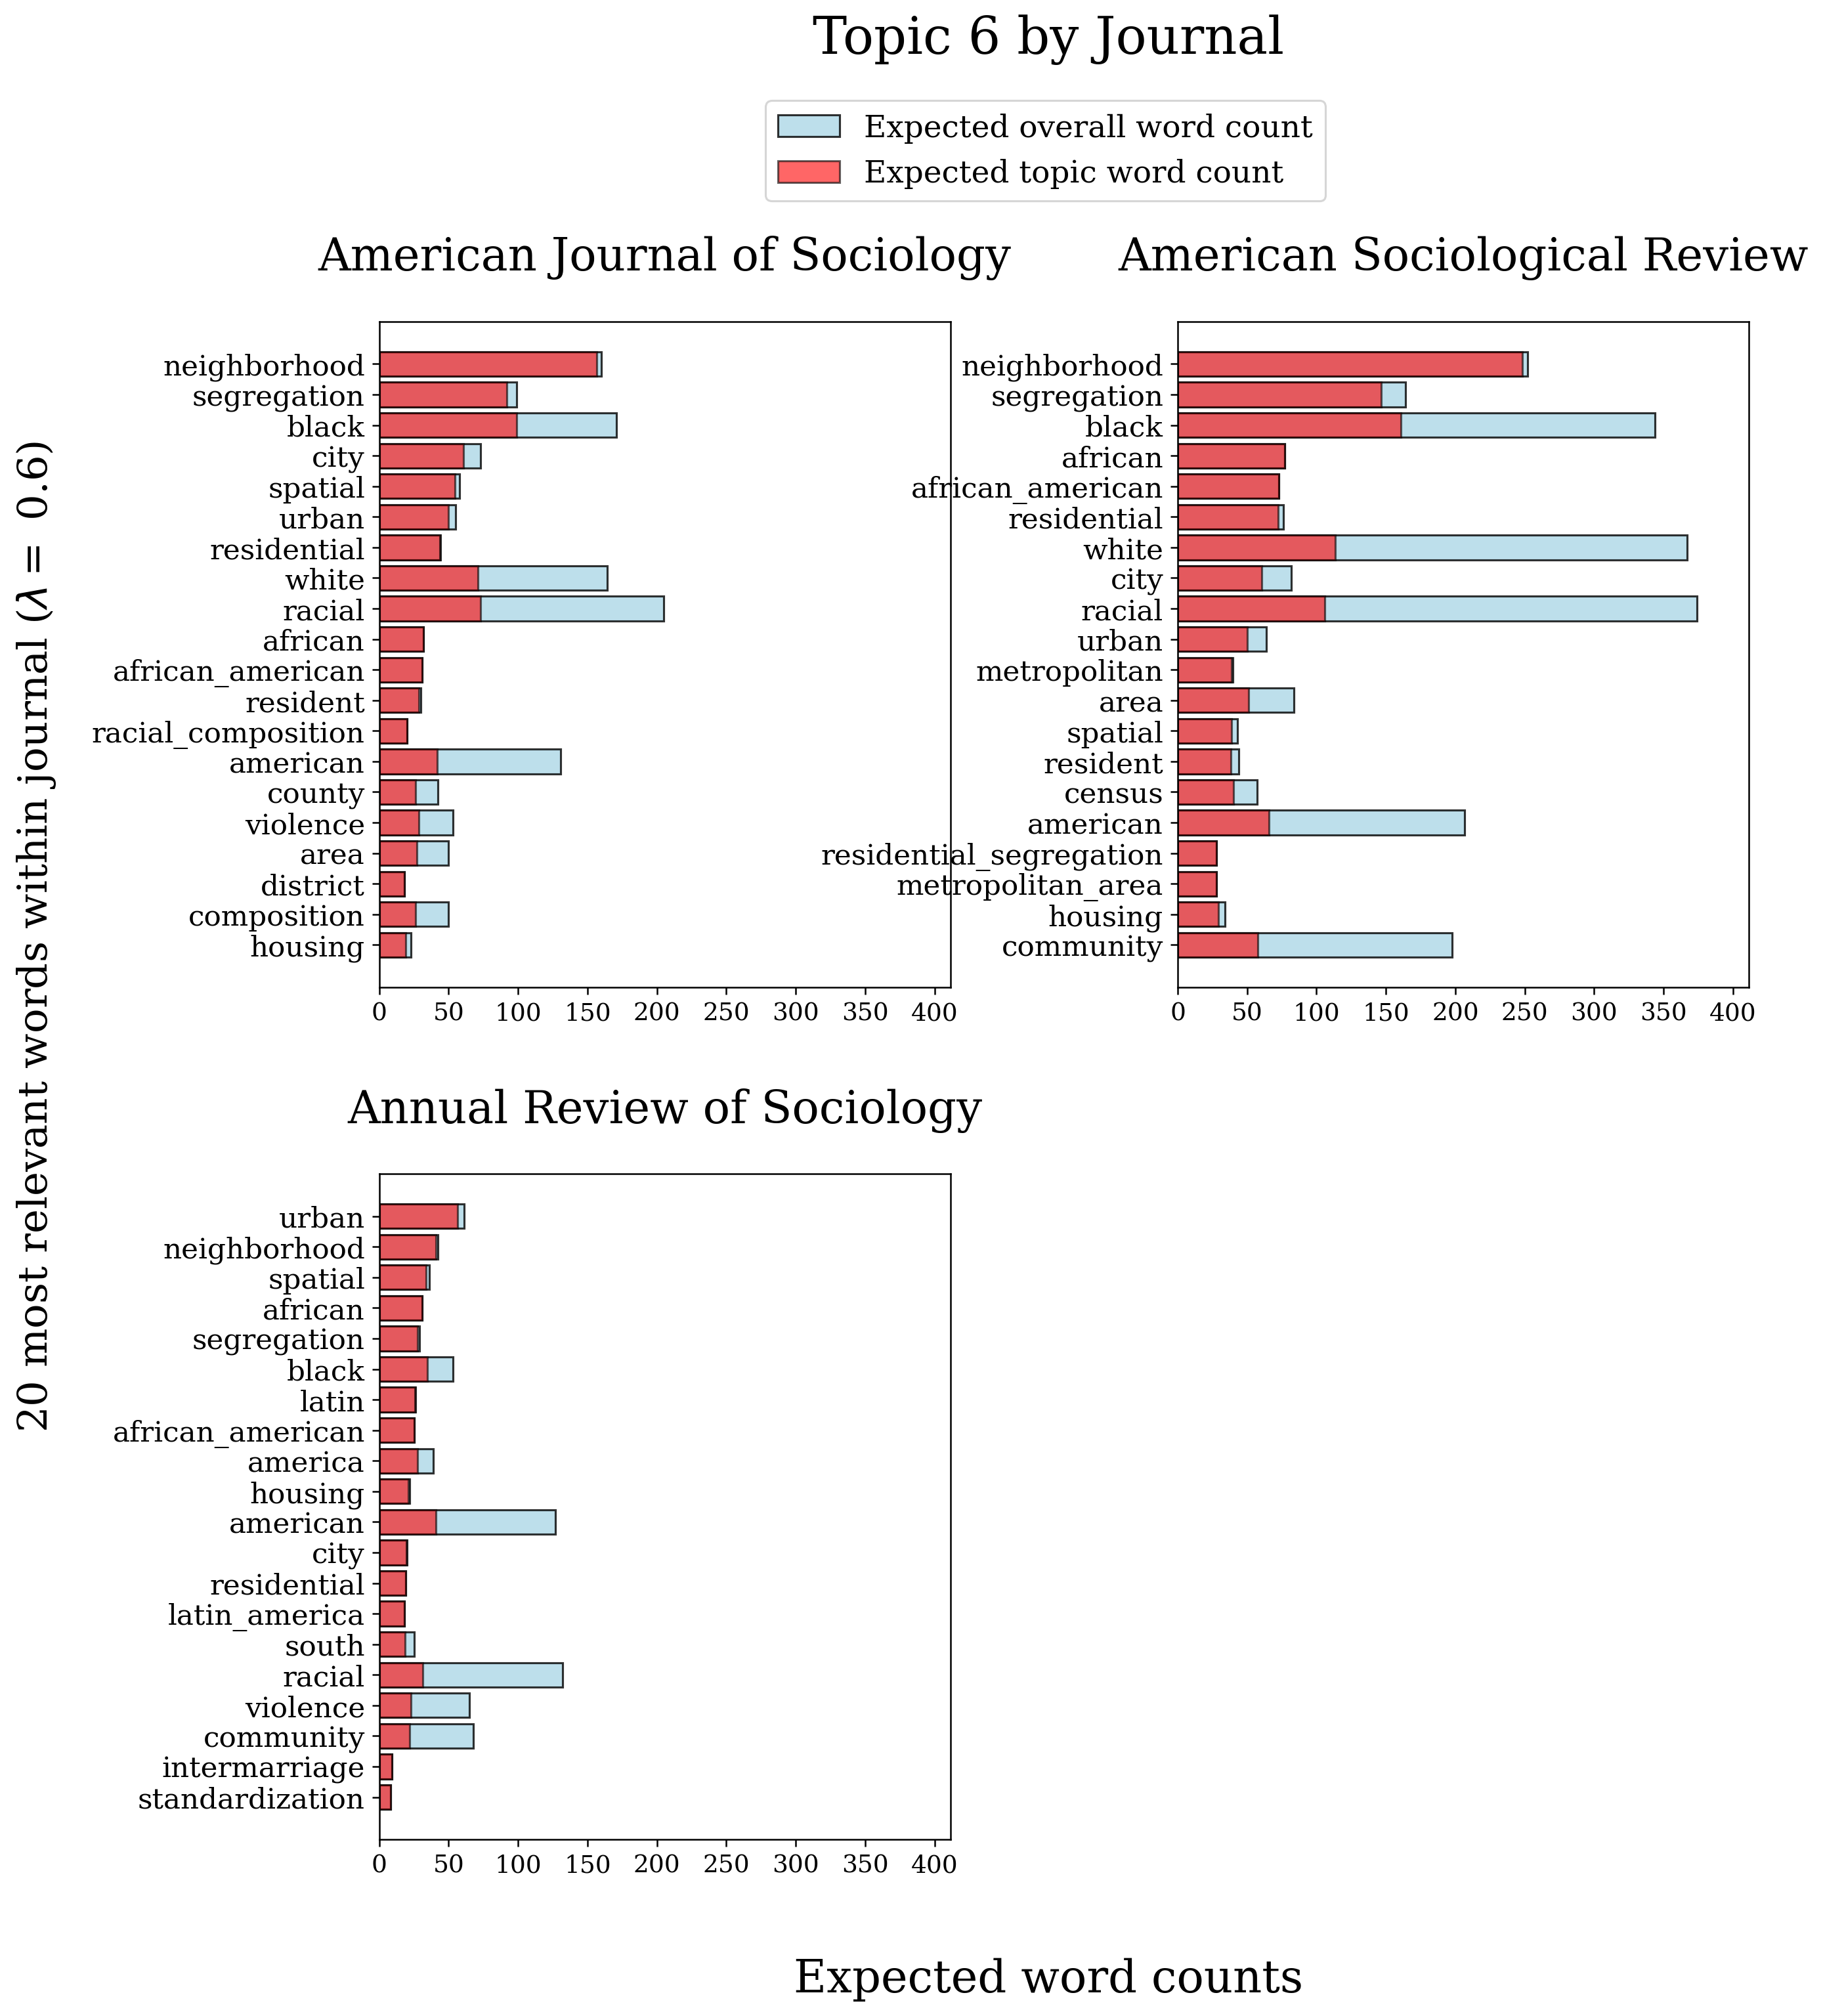 Topic 6 by Journal
Expected overall word count
Expected topic word count
20 most relevant words within journal (λ = 0.6)
American Journal of Sociology
neighborhood
segregation
black
city
spatial
urban
residential
white
racial
african
african_american
resident
racial_composition
american
county
violence
area
district
composition
housing
0 50 100 150 200 250 300 350 400
American Sociological Review
neighborhood
segregation
black
african
african_american
residential
white
city
racial
urban
metropolitan
area
spatial
resident
census
american
residential_segregation
metropolitan_area
housing
community
0 50 100 150 200 250 300 350 400
Annual Review of Sociology
urban
neighborhood
spatial
african
segregation
black
latin
african_american
america
housing
american
city
residential
latin_america
south
racial
violence
community
intermarriage
standardization
0 50 100 150 200 250 300 350 400
Expected word counts